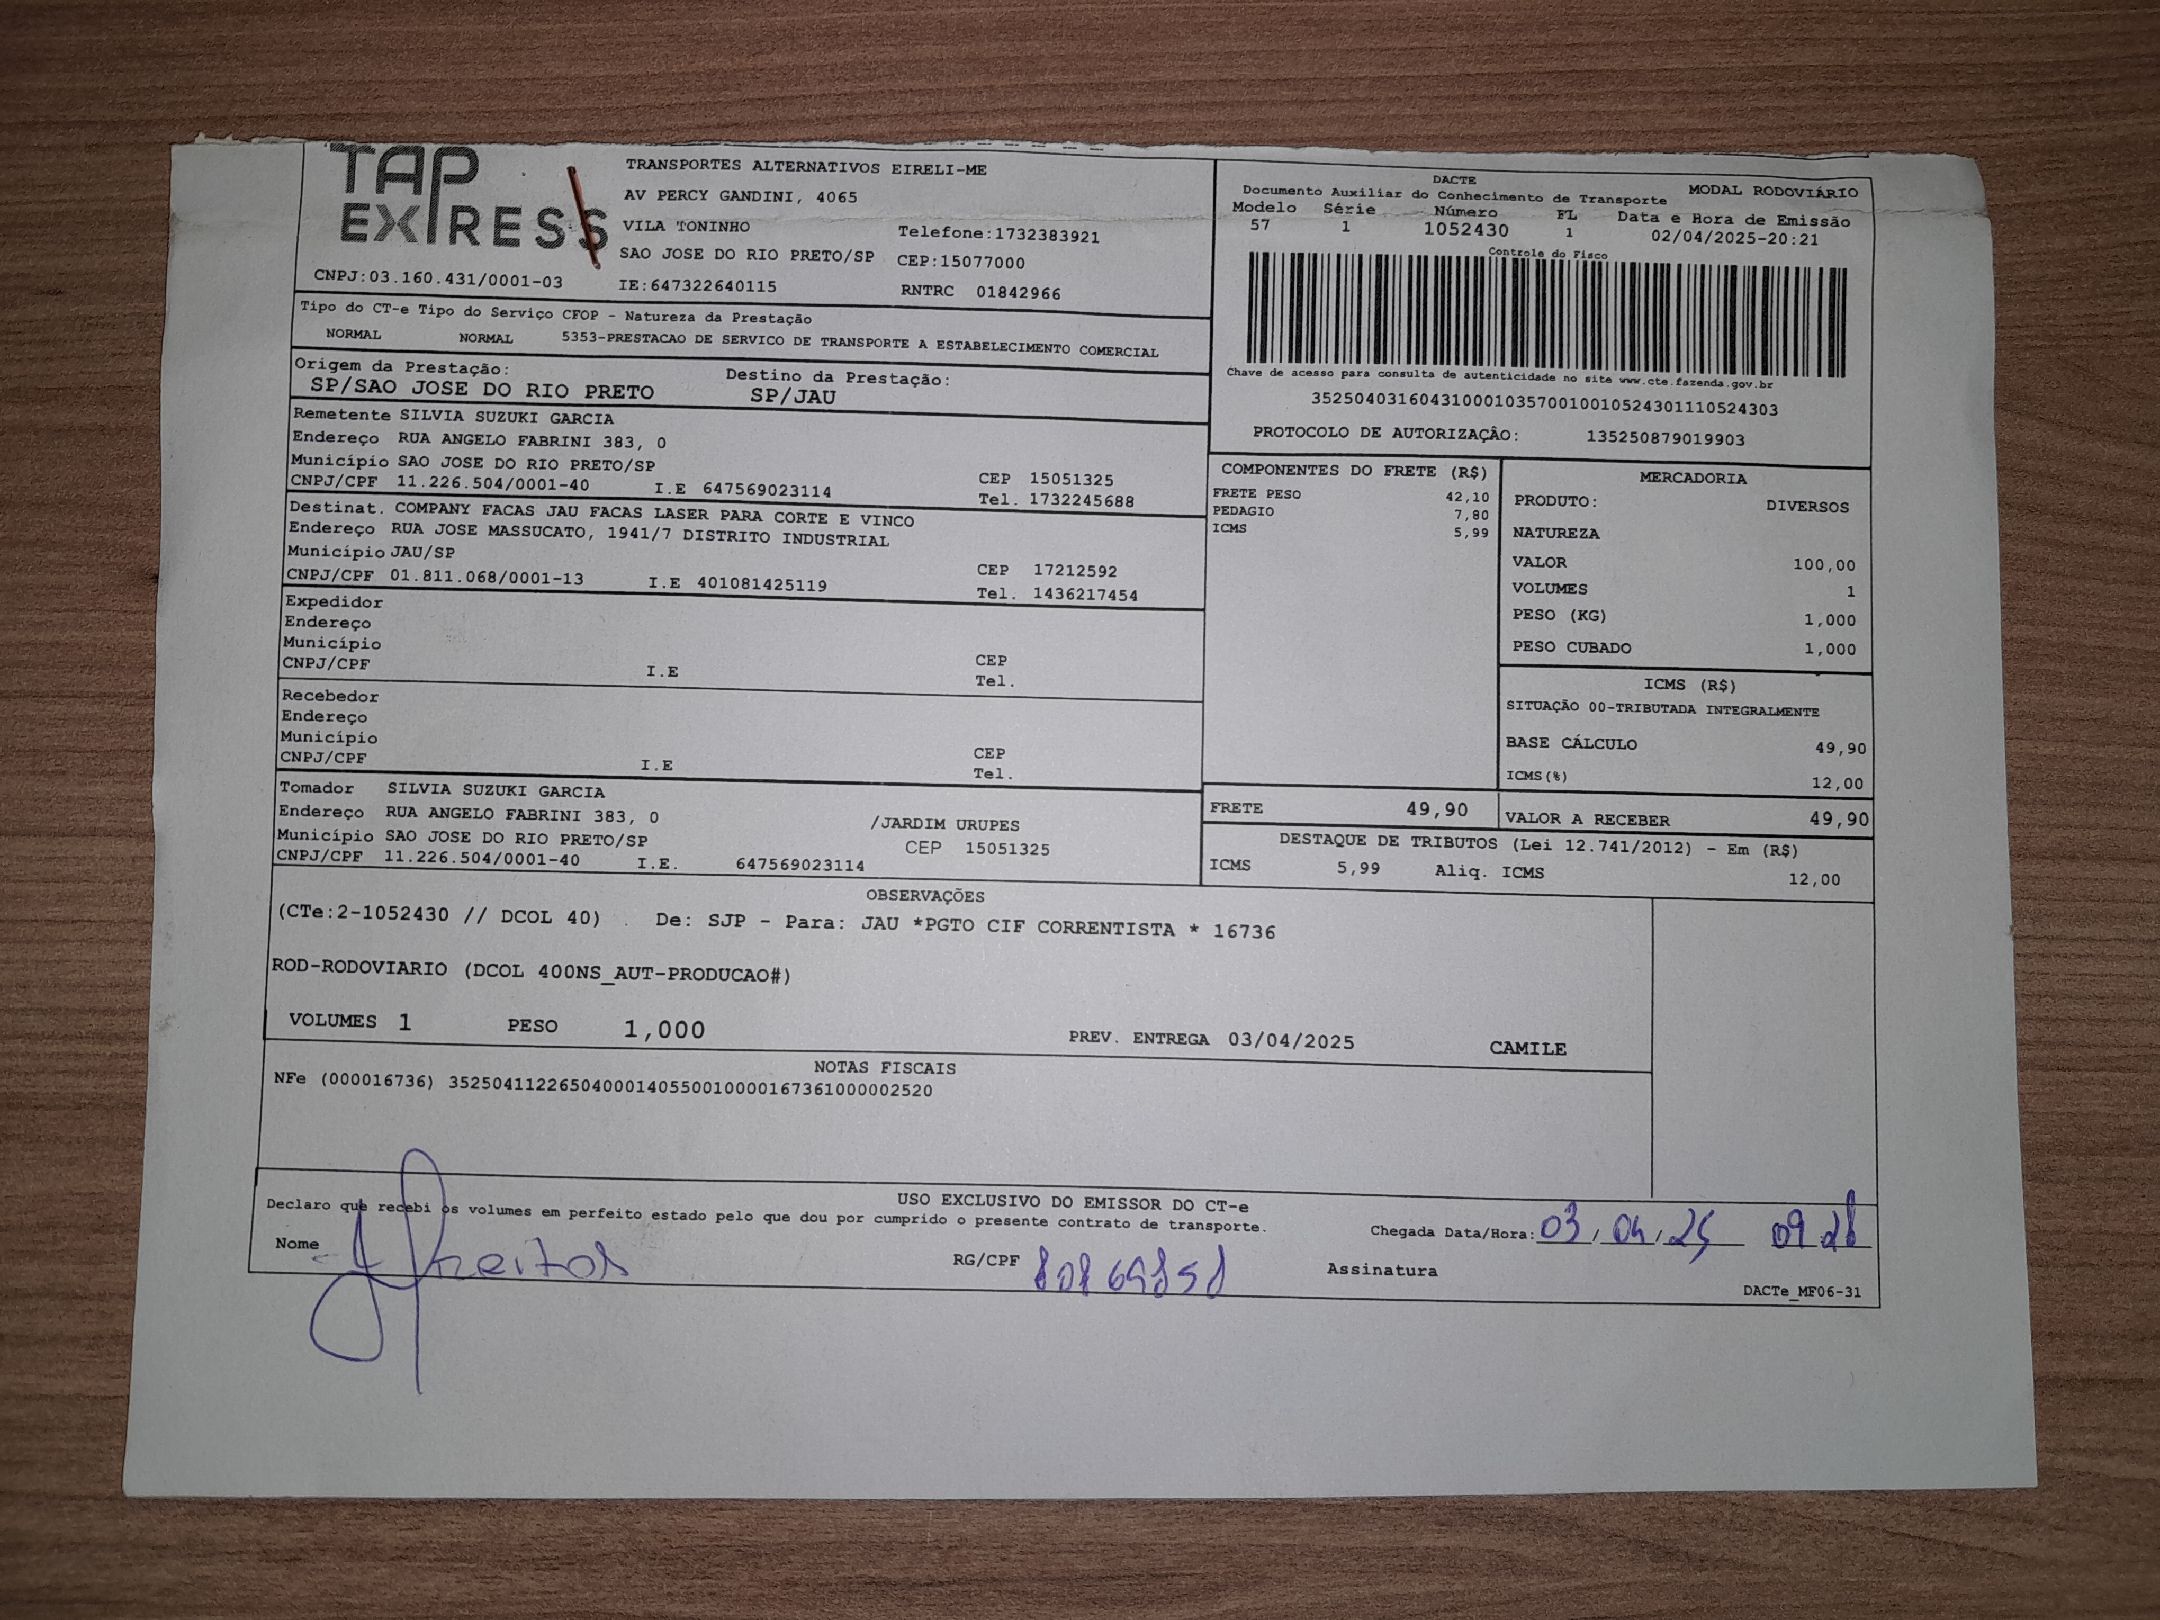 TAP
EXPRESS
TRANSPORTES ALTERNATIVOS EIRELI-ME
AV PERCY GANDINI, 4065
VILA TONINHO
Telefone:1732383921
SAO JOSE DO RIO PRETO/SP CEP:15077000
CNPJ:03.160.431/0001-03 IE:647322640115 RNTRC 01842966
DACTE
MODAL RODOVIÁRIO
Documento Auxiliar do Conhecimento de Transporte
Modelo Série Número FL Data e Hora de Emissão
57 1 1052430 1 02/04/2025-20:21
Controle do Fisco
Chave de acesso para consulta de autenticidade no site www.cte.fazenda.gov.br
35250403160431000103570010010524301110524303
PROTOCOLO DE AUTORIZAÇÂO: 135250879019903
Tipo do CT-e Tipo do Serviço CFOP - Natureza da Prestação
NORMAL NORMAL 5353-PRESTACAO DE SERVICO DE TRANSPORTE A ESTABELECIMENTO COMERCIAL
Origem da Prestação: Destino da Prestação:
SP/SAO JOSE DO RIO PRETO SP/JAU
Remetente SILVIA SUZUKI GARCIA
Endereço RUA ANGELO FABRINI 383, 0
Município SAO JOSE DO RIO PRETO/SP CEP 15051325
CNPJ/CPF 11.226.504/0001-40 I.E 647569023114 Tel. 1732245688
Destinat. COMPANY FACAS JAU FACAS LASER PARA CORTE E VINCO
Endereço RUA JOSE MASSUCATO, 1941/7 DISTRITO INDUSTRIAL
Município JAU/SP CEP 17212592
CNPJ/CPF 01.811.068/0001-13 I.E 401081425119 Tel. 1436217454
Expedidor
Endereço
Município CEP
CNPJ/CPF I.E Tel.
Recebedor
Endereço
Município CEP
CNPJ/CPF I.E Tel.
Tomador SILVIA SUZUKI GARCIA
Endereço RUA ANGELO FABRINI 383, 0 /JARDIM URUPES
Município SAO JOSE DO RIO PRETO/SP CEP 15051325
CNPJ/CPF 11.226.504/0001-40 I.E. 647569023114
COMPONENTES DO FRETE (R$)
FRETE PESO 42,10
PEDAGIO 7,80
ICMS 5,99
MERCADORIA
PRODUTO: DIVERSOS
NATUREZA
VALOR 100,00
VOLUMES 1
PESO (KG) 1,000
PESO CUBADO 1,000
ICMS (R$)
SITUAÇÃO 00-TRIBUTADA INTEGRALMENTE
BASE CÁLCULO 49,90
ICMS(%) 12,00
FRETE 49,90 VALOR A RECEBER 49,90
DESTAQUE DE TRIBUTOS (Lei 12.741/2012) - Em (R$)
ICMS 5,99 Aliq. ICMS 12,00
OBSERVAÇÕES
(CTe:2-1052430 // DCOL 40) De: SJP - Para: JAU *PGTO CIF CORRENTISTA * 16736
ROD-RODOVIARIO (DCOL 400NS_AUT-PRODUCAO#)
VOLUMES 1 PESO 1,000 PREV. ENTREGA 03/04/2025 CAMILE
NOTAS FISCAIS
NFe (000016736) 35250411226504000140550010000167361000002520
USO EXCLUSIVO DO EMISSOR DO CT-e
Declaro que recebi os volumes em perfeito estado pelo que dou por cumprido o presente contrato de transporte.
Chegada Data/Hora: 03/04/25 09
Nome RG/CPF Assinatura
DACTe_MF06-31